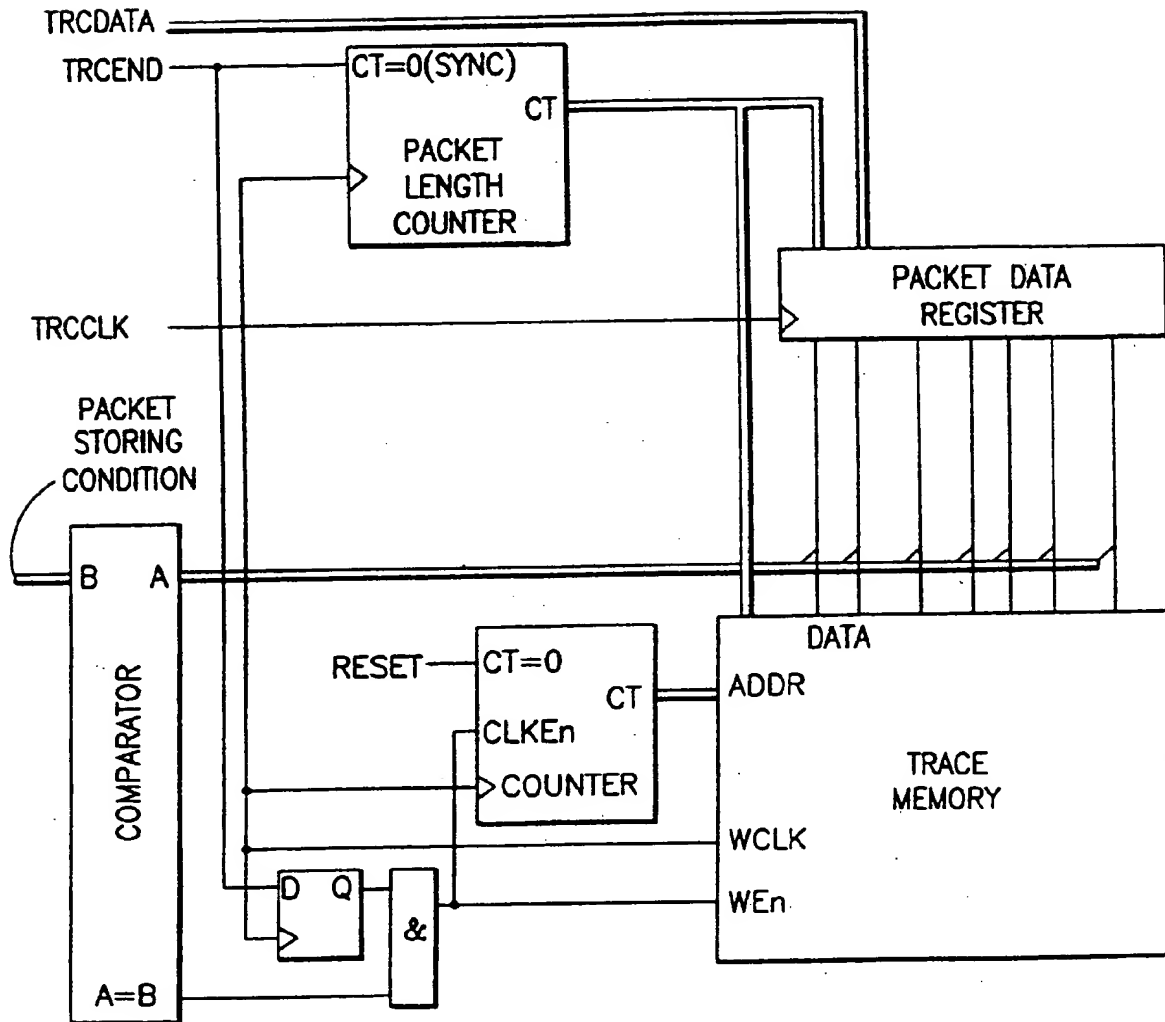 TRCDATA
TRCEND
CT=0(SYNC)
CT
PACKET
LENGTH
COUNTER
PACKET DATA
REGISTER
TRCCLK
PACKET
STORING
CONDITION
B
A
COMPARATOR
A=B
RESET
CT=0
CT
CLKEn
COUNTER
DATA
ADDR
TRACE
MEMORY
WCLK
WEn
D
Q
&